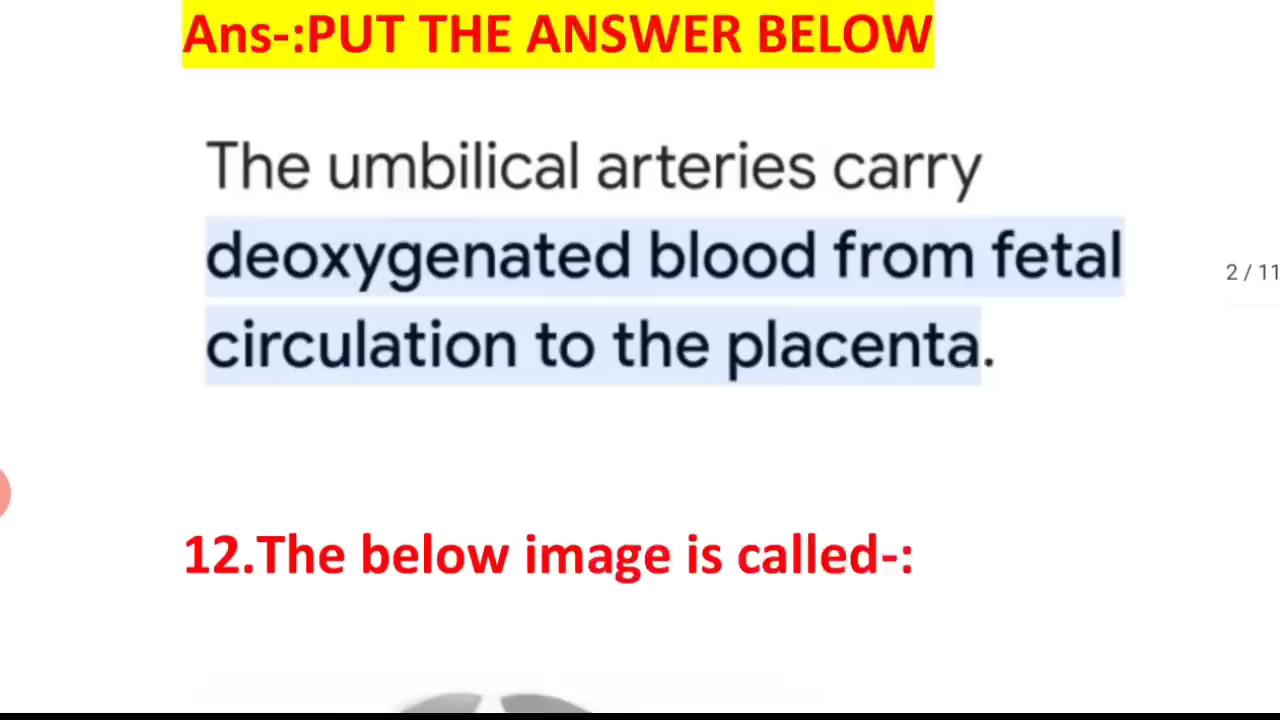 Ans-:PUT THE ANSWER BELOW
The umbilical arteries carry
deoxygenated blood from fetal
circulation to the placenta.
2 / 11
12.The below image is called-: